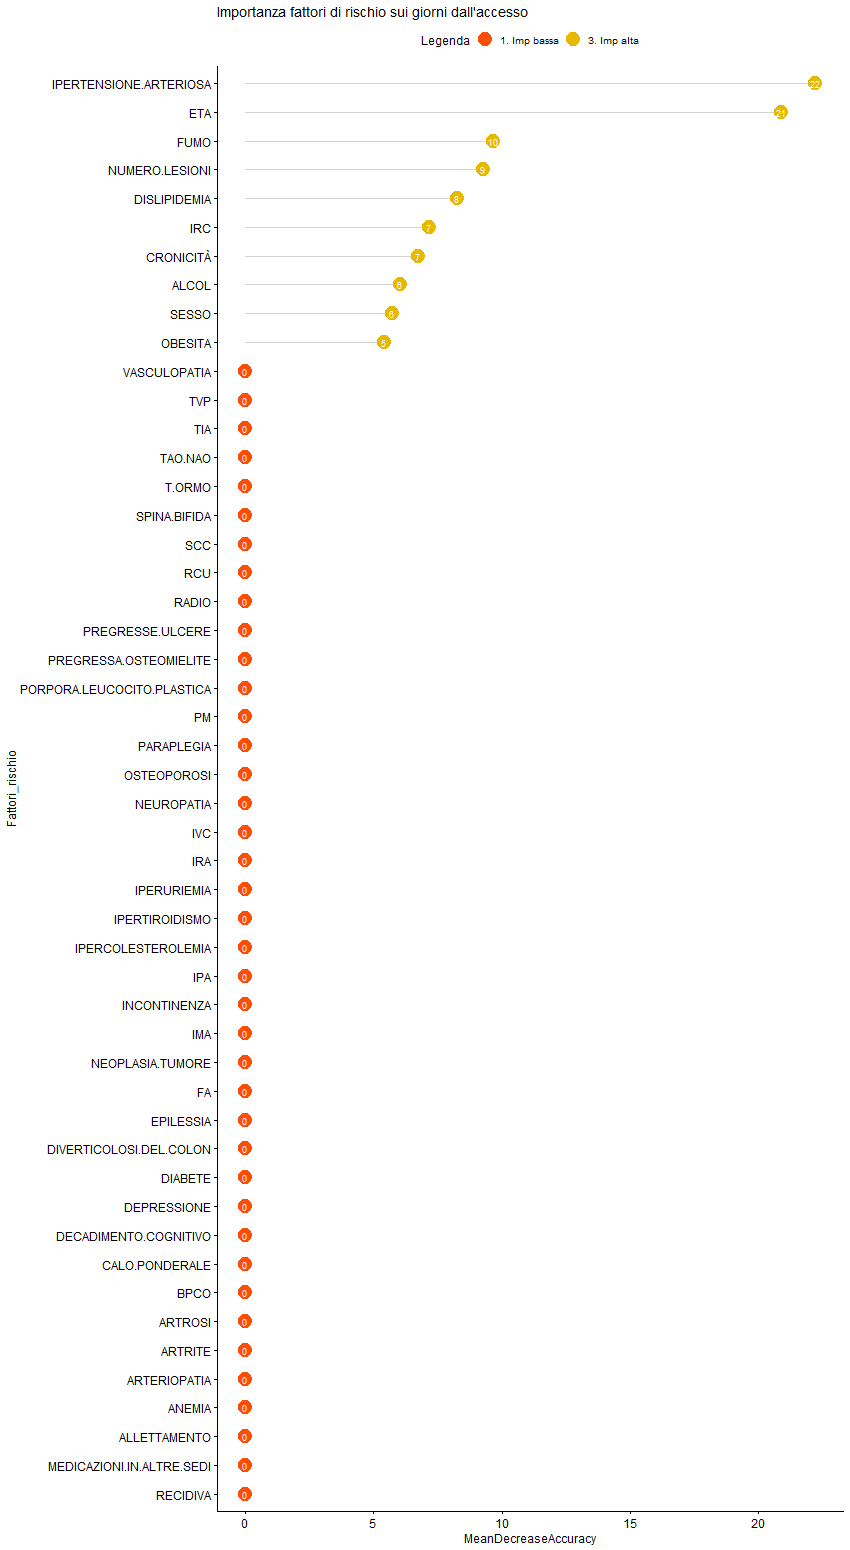 Importanza fattori di rischio sui giorni dall'accesso
Legenda 1. Imp bassa 3. Imp alta
IPERTENSIONE.ARTERIOSA 22
ETA 21
FUMO 10
NUMERO.LESIONI 9
DISLIPIDEMIA 8
IRC 7
CRONICITÀ 7
ALCOL 6
SESSO 6
OBESITA 5
VASCULOPATIA 0
TVP 0
TIA 0
TAO.NAO 0
T.ORMO 0
SPINA.BIFIDA 0
SCC 0
RCU 0
RADIO 0
PREGRESSE.ULCERE 0
PREGRESSA.OSTEOMIELITE 0
PORPORA.LEUCOCITO.PLASTICA 0
PM 0
PARAPLEGIA 0
OSTEOPOROSI 0
NEUROPATIA 0
IVC 0
IRA 0
IPERURIEMIA 0
IPERTIROIDISMO 0
IPERCOLESTEROLEMIA 0
IPA 0
INCONTINENZA 0
IMA 0
NEOPLASIA.TUMORE 0
FA 0
EPILESSIA 0
DIVERTICOLOSI.DEL.COLON 0
DIABETE 0
DEPRESSIONE 0
DECADIMENTO.COGNITIVO 0
CALO.PONDERALE 0
BPCO 0
ARTROSI 0
ARTRITE 0
ARTERIOPATIA 0
ANEMIA 0
ALLETTAMENTO 0
MEDICAZIONI.IN.ALTRE.SEDI 0
RECIDIVA 0
Fattori_rischio
0 5 10 15 20
MeanDecreaseAccuracy